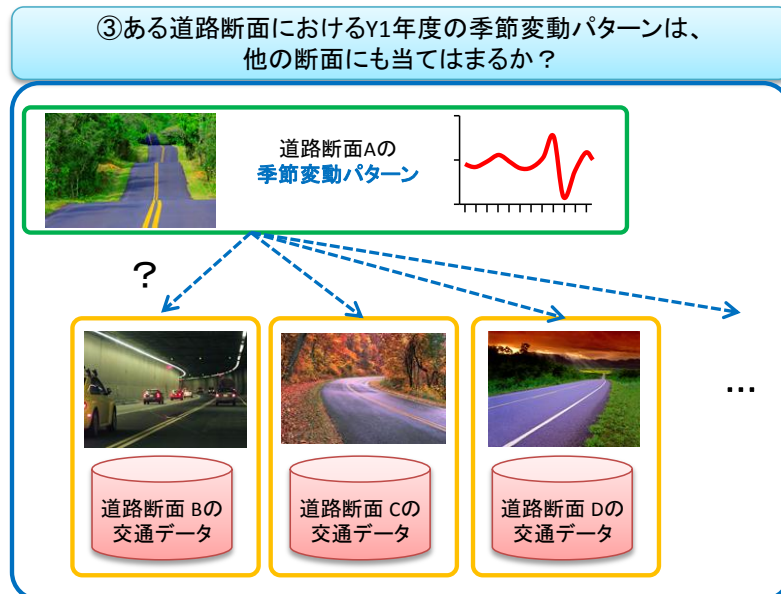 ③ある道路断面におけるY1年度の季節変動パターンは、
他の断面にも当てはまるか？
道路断面Aの
季節変動パターン
？
道路断面 Bの
交通データ
道路断面 Cの
交通データ
道路断面 Dの
交通データ
…